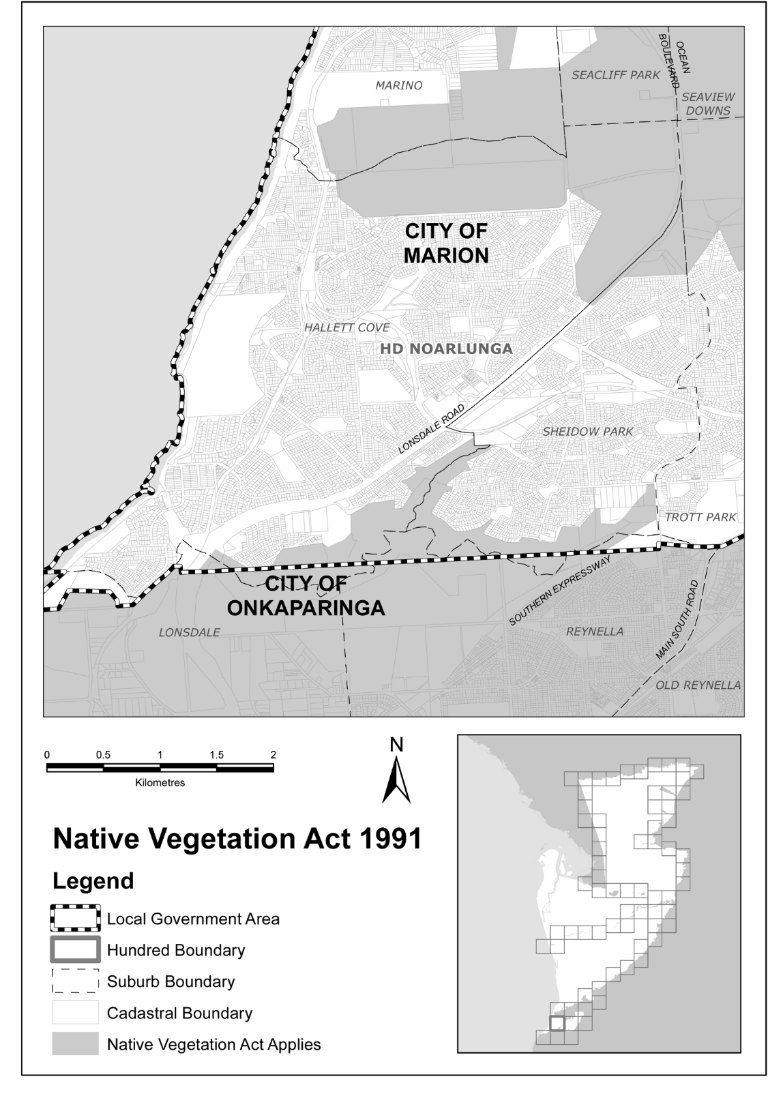 OCEAN
BOULEVARD
SEACLIFF PARK
MARINO
SEAVIEW
DOWNS
CITY OF
MARION
HALLETT COVE
HD NOARLUNGA
LONSDALE ROAD
SHEIDOW PARK
TROTT PARK
CITY OF
ONKAPARINGA
SOUTHERN EXPRESSWAY
LONSDALE
REYNELLA
MAIN SOUTH ROAD
OLD REYNELLA
0 0.5 1 1.5 2
Kilometres
N
Native Vegetation Act 1991
Legend
Local Government Area
Hundred Boundary
Suburb Boundary
Cadastral Boundary
Native Vegetation Act Applies